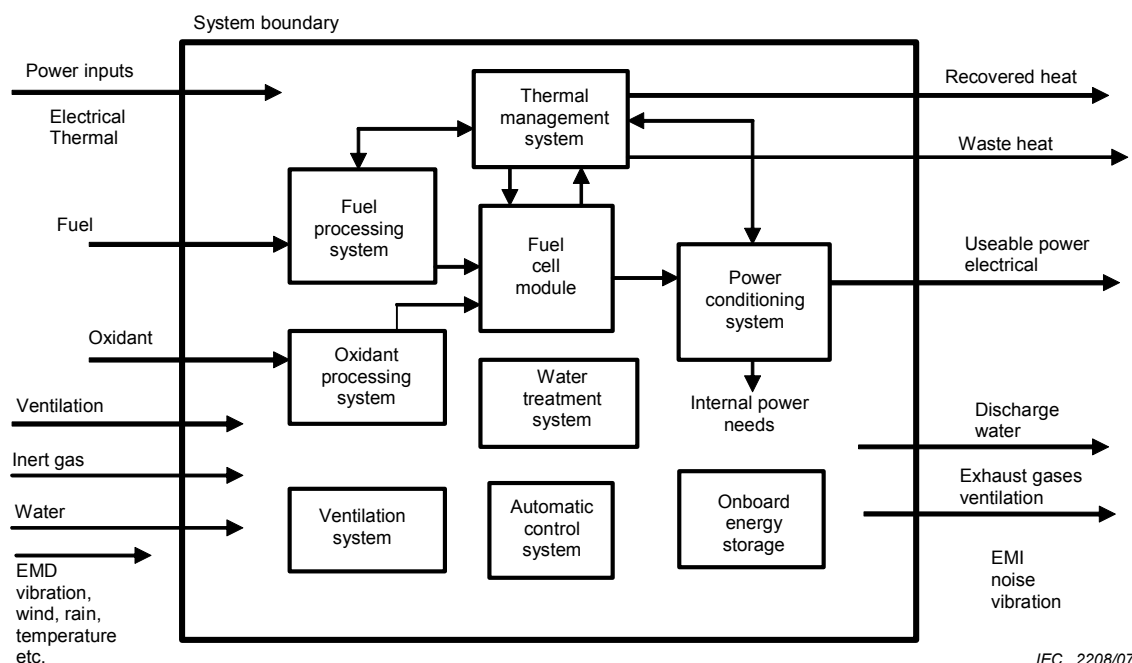 System boundary
Power inputs
Electrical
Thermal
Fuel
Oxidant
Ventilation
Inert gas
Water
EMD
vibration,
wind, rain,
temperature
etc.
Thermal
management
system
Fuel
processing
system
Fuel
cell
module
Power
conditioning
system
Oxidant
processing
system
Water
treatment
system
Internal power
needs
Ventilation
system
Automatic
control
system
Onboard
energy
storage
Recovered heat
Waste heat
Useable power
electrical
Discharge
water
Exhaust gases
ventilation
EMI
noise
vibration
IEC 2208/07